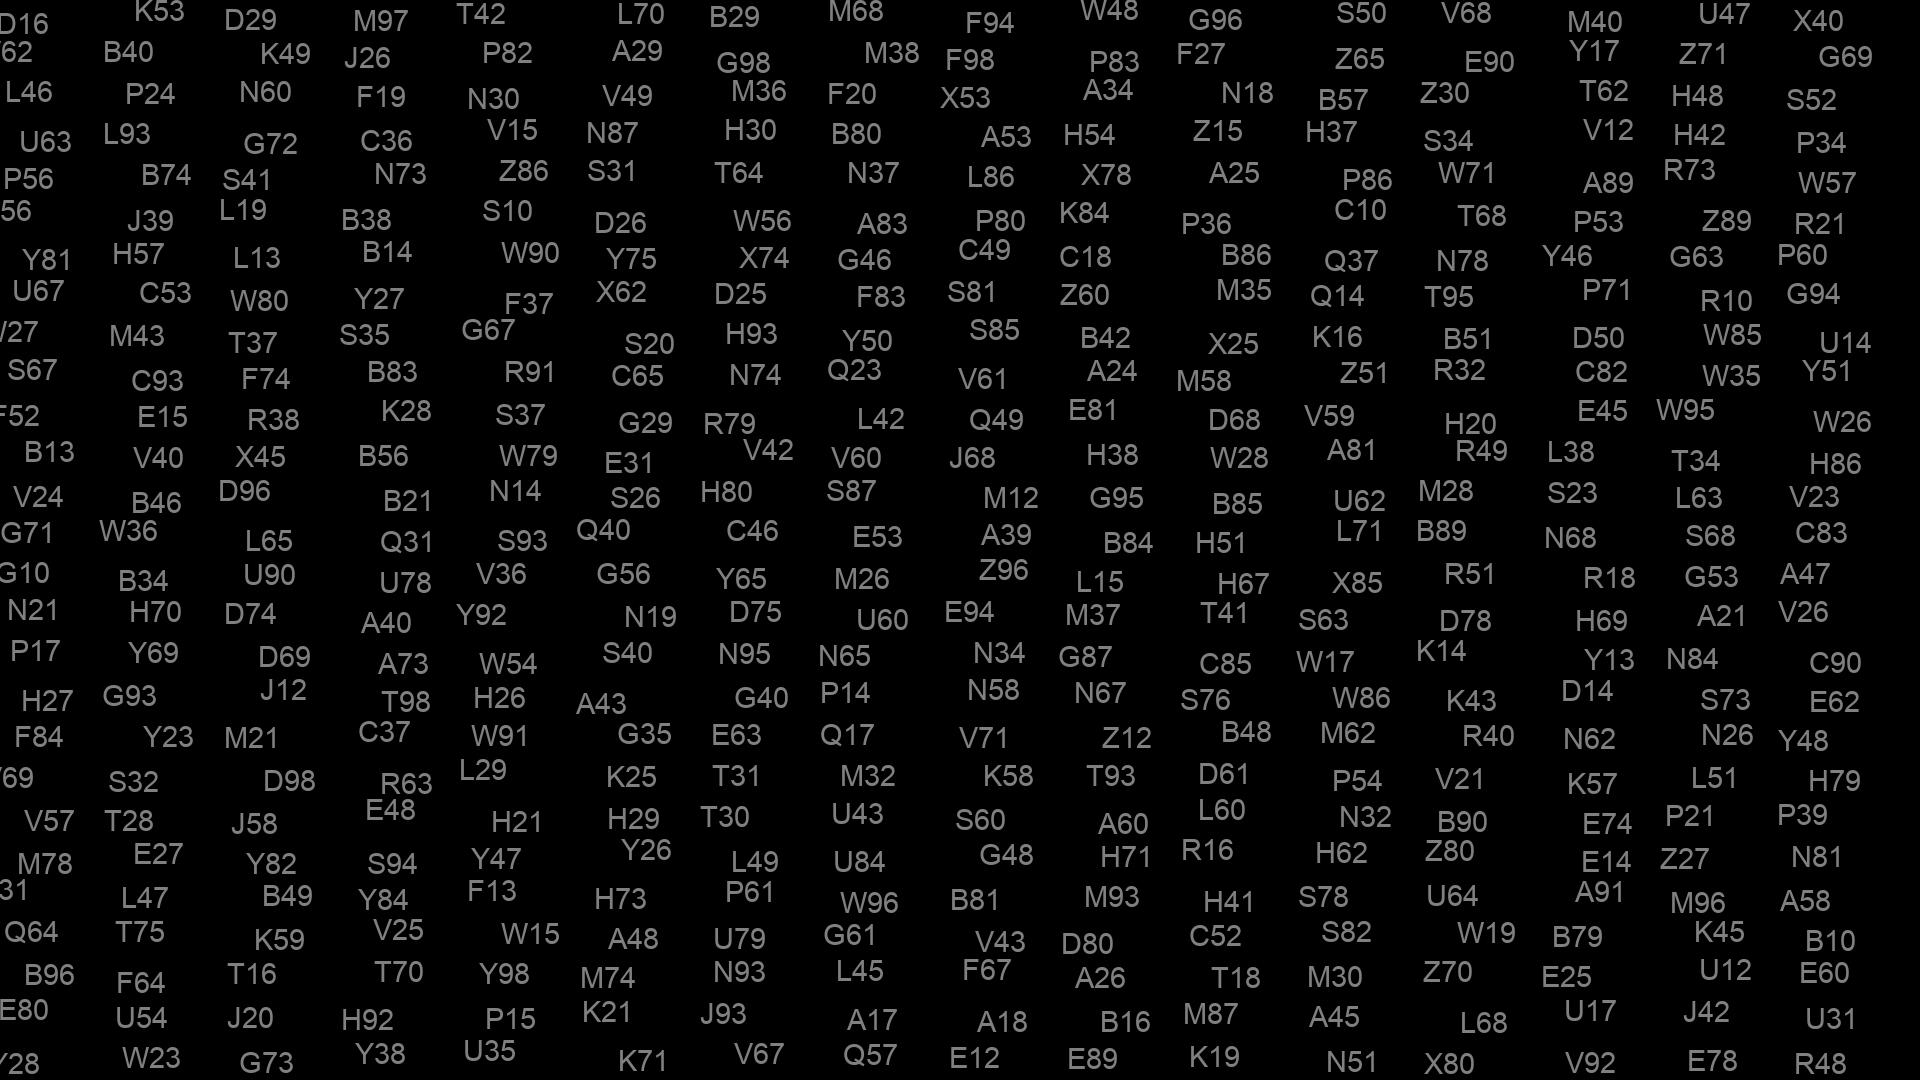 D16 K53 D29 M97 T42 L70 B29 M68 F94 W48 G96 S50 V68 M40 U47 X40
62 B40 K49 J26 P82 A29 G98 M38 F98 P83 F27 Z65 E90 Y17 Z71 G69
L46 P24 N60 F19 N30 V49 M36 F20 X53 A34 N18 B57 Z30 T62 H48 S52
U63 L93 G72 C36 V15 N87 H30 B80 A53 H54 Z15 H37 S34 V12 H42 P34
P56 B74 S41 N73 Z86 S31 T64 N37 L86 X78 A25 P86 W71 A89 R73 W57
56 J39 L19 B38 S10 D26 W56 A83 P80 K84 P36 C10 T68 P53 Z89 R21
Y81 H57 L13 B14 W90 Y75 X74 G46 C49 C18 B86 Q37 N78 Y46 G63 P60
U67 C53 W80 Y27 F37 X62 D25 F83 S81 Z60 M35 Q14 T95 P71 R10 G94
27 M43 T37 S35 G67 S20 H93 Y50 S85 B42 X25 K16 B51 D50 W85 U14
S67 C93 F74 B83 R91 C65 N74 Q23 V61 A24 M58 Z51 R32 C82 W35 Y51
F52 E15 R38 K28 S37 G29 R79 L42 Q49 E81 D68 V59 H20 E45 W95 W26
B13 V40 X45 B56 W79 E31 V42 V60 J68 H38 W28 A81 R49 L38 T34 H86
V24 B46 D96 B21 N14 S26 H80 S87 M12 G95 B85 U62 M28 S23 L63 V23
G71 W36 L65 Q31 S93 Q40 C46 E53 A39 B84 H51 L71 B89 N68 S68 C83
G10 B34 U90 U78 V36 G56 Y65 M26 Z96 L15 H67 X85 R51 R18 G53 A47
N21 H70 D74 A40 Y92 N19 D75 U60 E94 M37 T41 S63 D78 H69 A21 V26
P17 Y69 D69 A73 W54 S40 N95 N65 N34 G87 C85 W17 K14 Y13 N84 C90
H27 G93 J12 T98 H26 A43 G40 P14 N58 N67 S76 W86 K43 D14 S73 E62
F84 Y23 M21 C37 W91 G35 E63 Q17 V71 Z12 B48 M62 R40 N62 N26 Y48
69 S32 D98 R63 L29 K25 T31 M32 K58 T93 D61 P54 V21 K57 L51 H79
V57 T28 J58 E48 H21 H29 T30 U43 S60 A60 L60 N32 B90 E74 P21 P39
M78 E27 Y82 S94 Y47 Y26 L49 U84 G48 H71 R16 H62 Z80 E14 Z27 N81
31 L47 B49 Y84 F13 H73 P61 W96 B81 M93 H41 S78 U64 A91 M96 A58
Q64 T75 K59 V25 W15 A48 U79 G61 V43 D80 C52 S82 W19 B79 K45 B10
B96 F64 T16 T70 Y98 M74 N93 L45 F67 A26 T18 M30 Z70 E25 U12 E60
E80 U54 J20 H92 P15 K21 J93 A17 A18 B16 M87 A45 L68 U17 J42 U31
Y28 W23 G73 Y38 U35 K71 V67 Q57 E12 E89 K19 N51 X80 V92 E78 R48